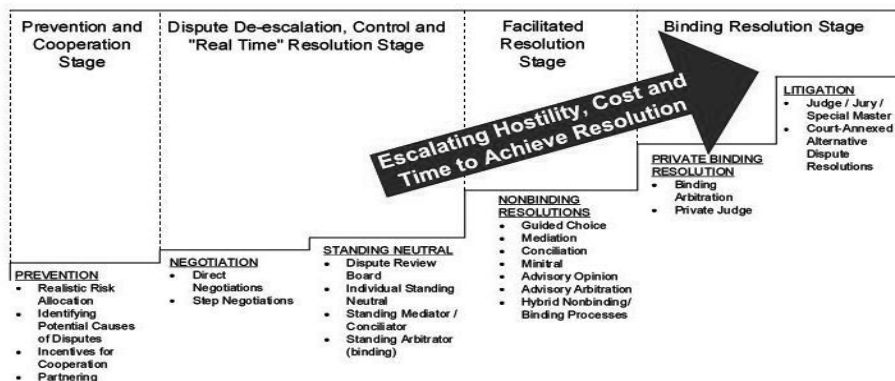 Prevention and
Cooperation
Stage
Dispute De-escalation, Control and
"Real Time" Resolution Stage
Facilitated
Resolution
Stage
Binding Resolution Stage
Escalating Hostility, Cost and
Time to Achieve Resolution
PREVENTION
• Realistic Risk
Allocation
• Identifying
Potential Causes
of Disputes
• Incentives for
Cooperation
• Partnering
NEGOTIATION
• Direct
Negotiations
• Step Negotiations
STANDING NEUTRAL
• Dispute Review
Board
• Individual Standing
Neutral
• Standing Mediator /
Conciliator
• Standing Arbitrator
(binding)
NONBINDING
RESOLUTIONS
• Guided Choice
• Mediation
• Conciliation
• Minitral
• Advisory Opinion
• Advisory Arbitration
• Hybrid Nonbinding/
Binding Processes
PRIVATE BINDING
RESOLUTION
• Binding
Arbitration
• Private Judge
LITIGATION
• Judge / Jury /
Special Master
• Court-Annexed
Alternative
Dispute
Resolutions